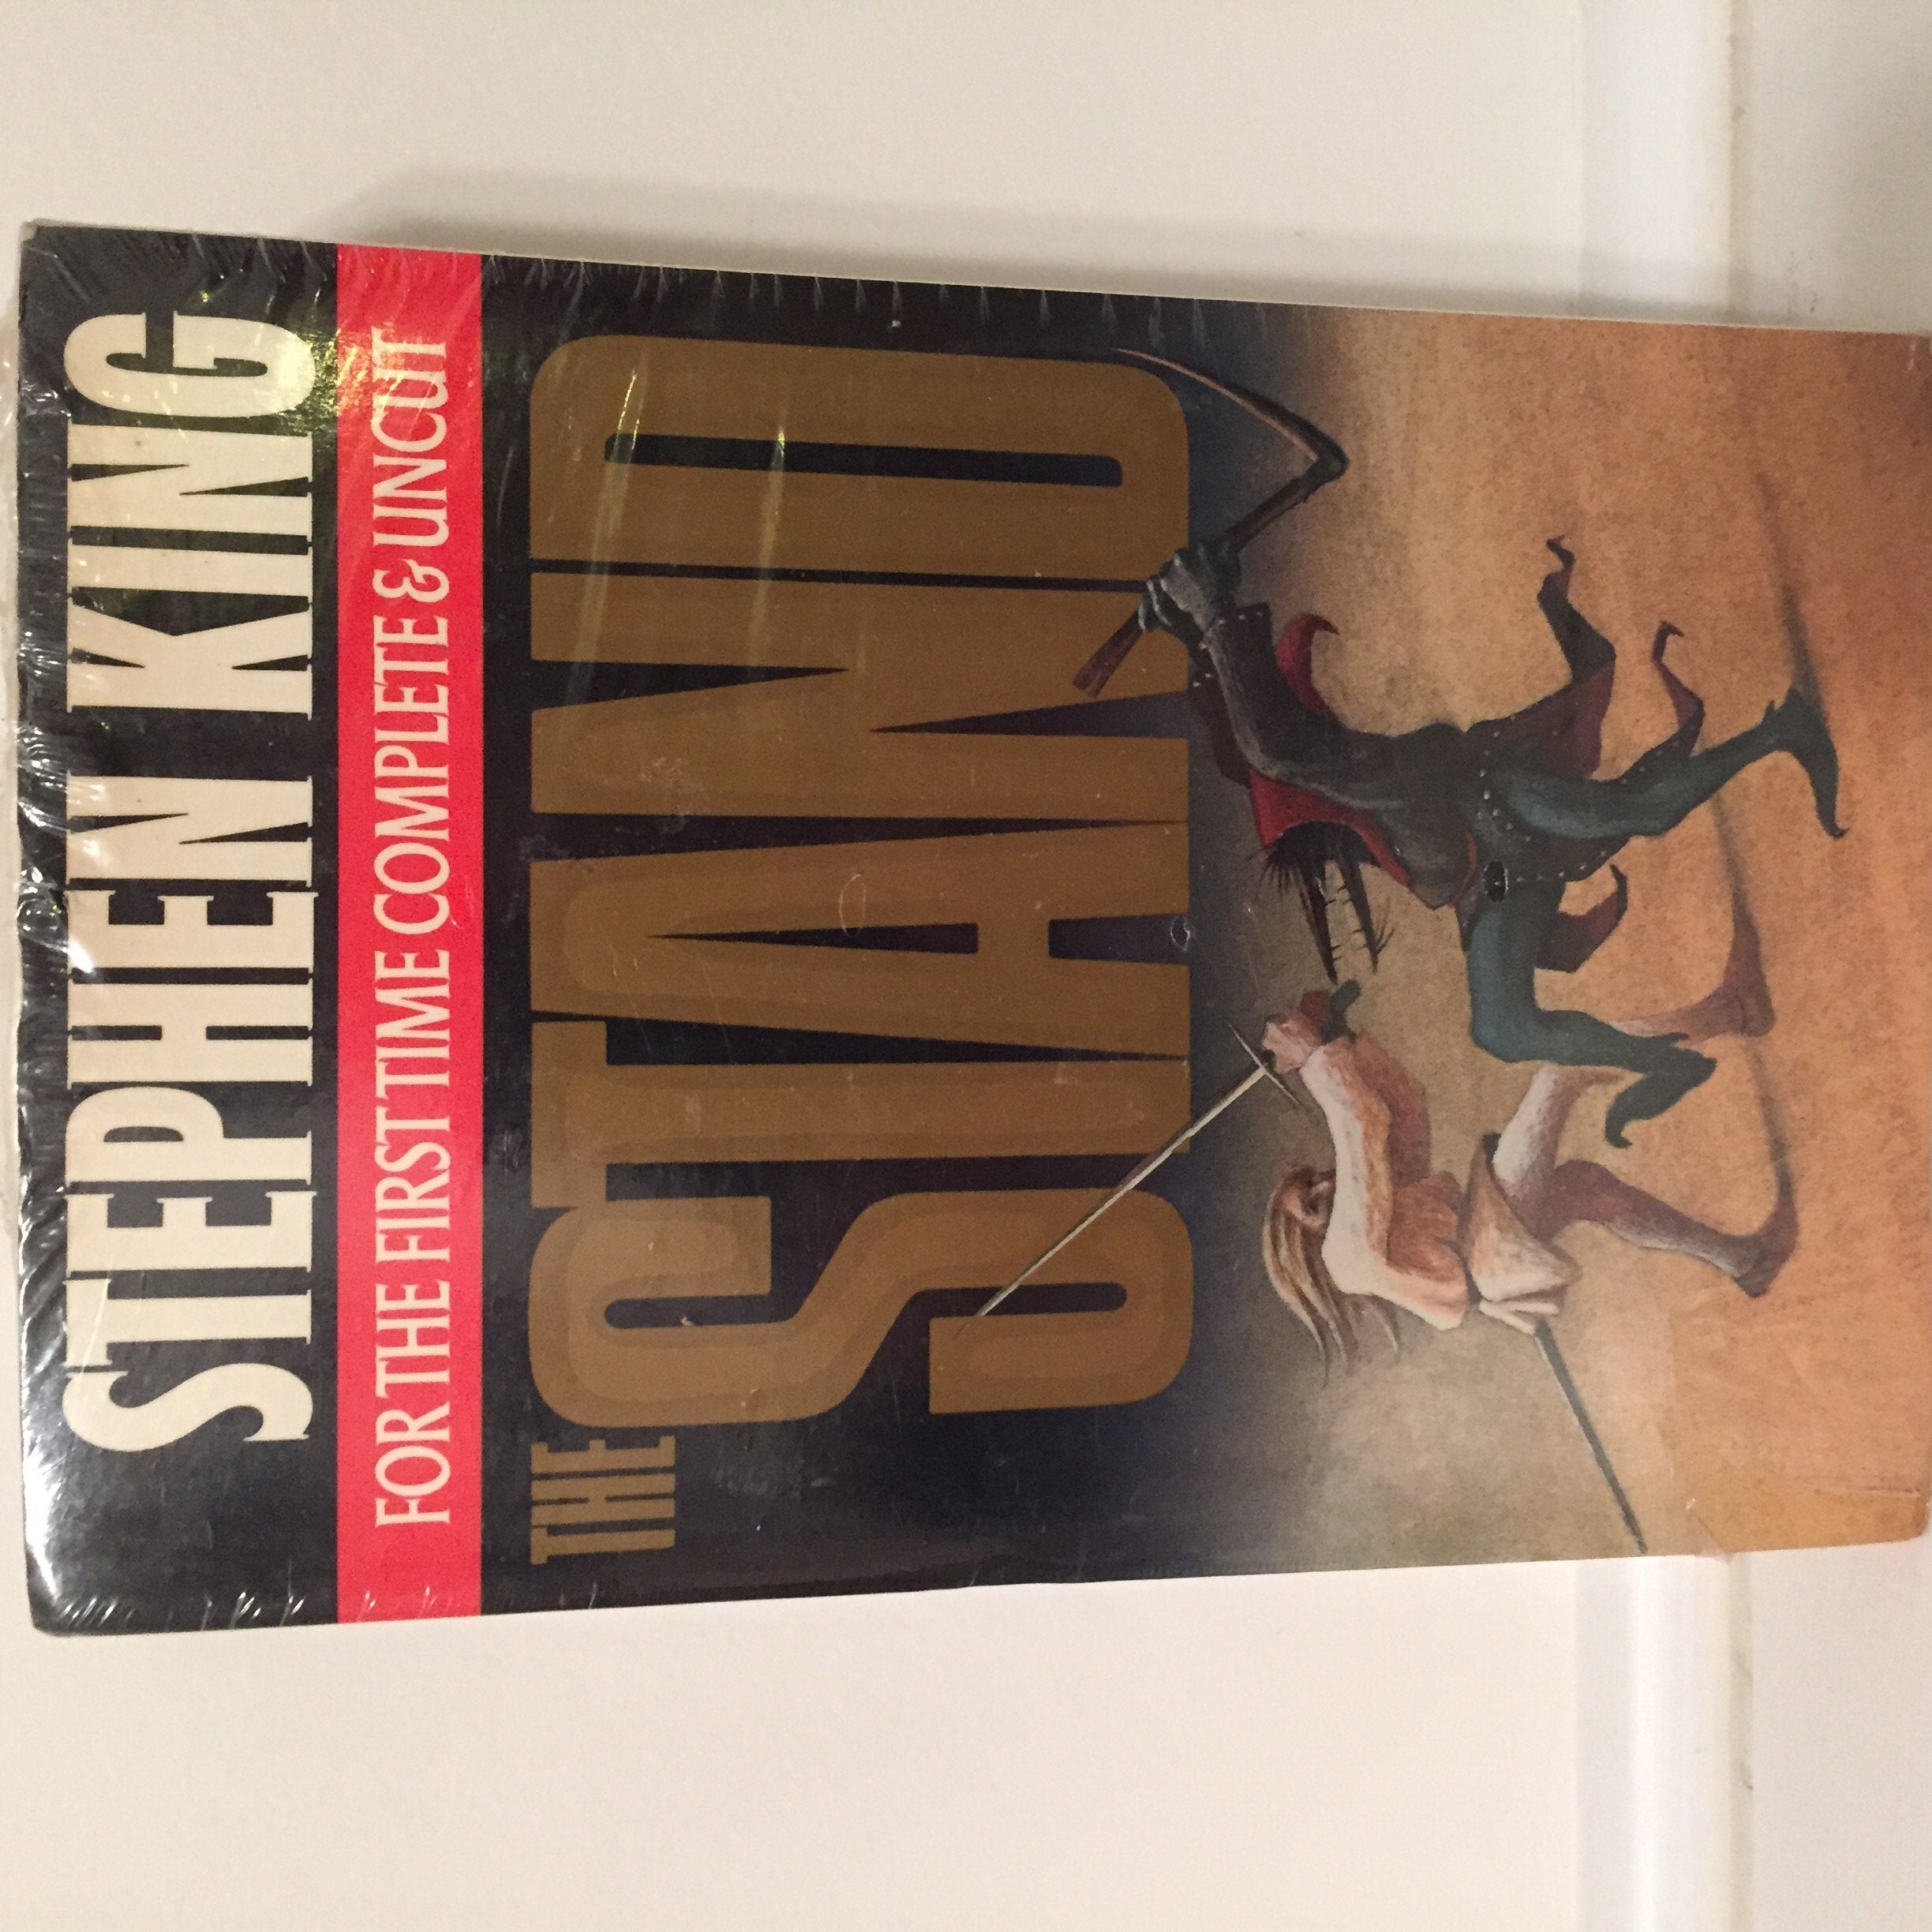 STEPHEN KING
FOR THE FIRST TIME COMPLETE & UNCUT
THE STAND